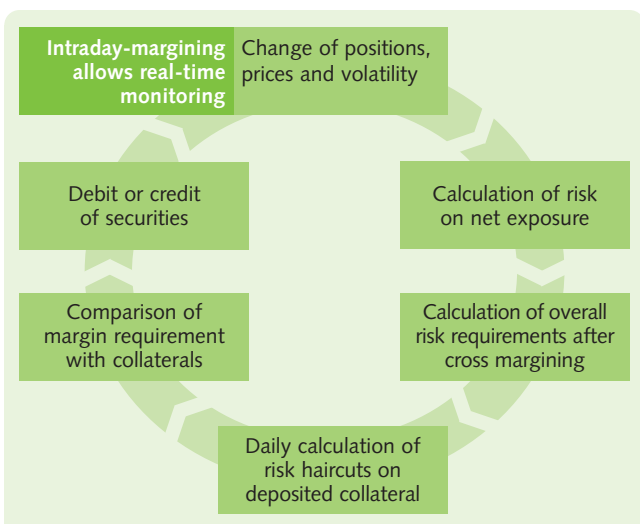 Intraday-margining
allows real-time
monitoring
Change of positions,
prices and volatility
Debit or credit
of securities
Calculation of risk
on net exposure
Comparison of
margin requirement
with collaterals
Calculation of overall
risk requirements after
cross margining
Daily calculation of
risk haircuts on
deposited collateral